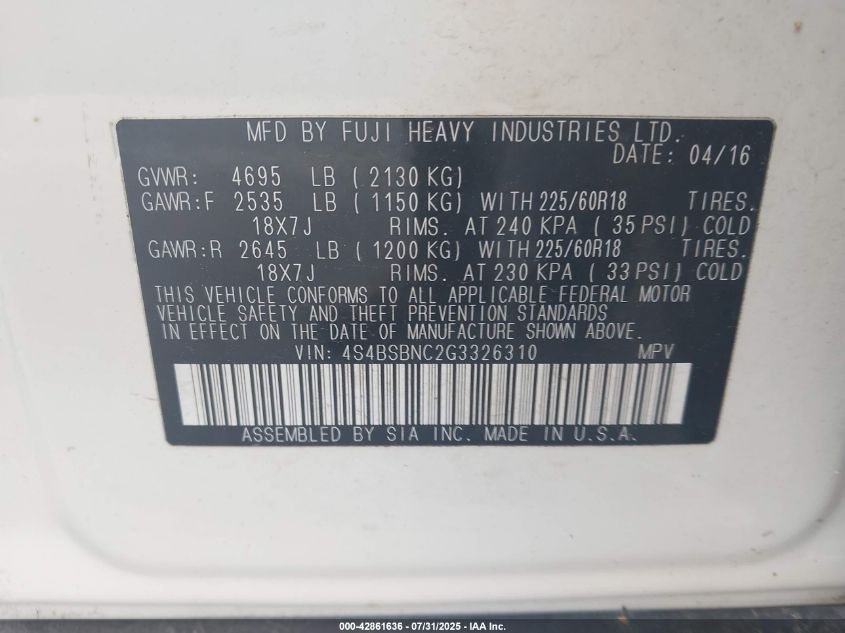 MFD BY FUJI HEAVY INDUSTRIES LTD.
DATE: 04/16
GVWR: 4695 LB ( 2130 KG)
GAWR:F 2535 LB ( 1150 KG) WITH 225/60R18 TIRES.
18X7J RIMS. AT 240 KPA ( 35 PSI) COLD
GAWR:R 2645 LB ( 1200 KG) WITH 225/60R18 TIRES.
18X7J RIMS. AT 230 KPA ( 33 PSI) COLD
THIS VEHICLE CONFORMS TO ALL APPLICABLE FEDERAL MOTOR
VEHICLE SAFETY AND THEFT PREVENTION STANDARDS
IN EFFECT ON THE DATE OF MANUFACTURE SHOWN ABOVE.
VIN: 4S4BSBNC2G3326310 MPV
ASSEMBLED BY SIA INC. MADE IN U.S.A.
000-42861636 - 07/31/2025 - IAA Inc.